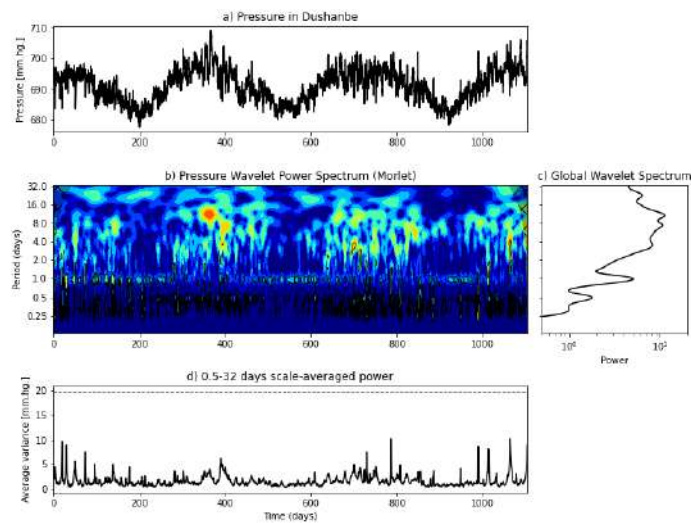 a) Pressure in Dushanbe
710
700
690
680
Pressure [mm.hg.]
0 200 400 600 800 1000
b) Pressure Wavelet Power Spectrum (Morlet)
c) Global Wavelet Spectrum
32.0
16.0
8.0
4.0
2.0
1.0
0.5
0.25
Period (days)
0 200 400 600 800 1000
10⁰
Power
d) 0.5-32 days scale-averaged power
20
15
10
5
0
Average variance [mm.hg.]
0 200 400 600 800 1000
Time (days)